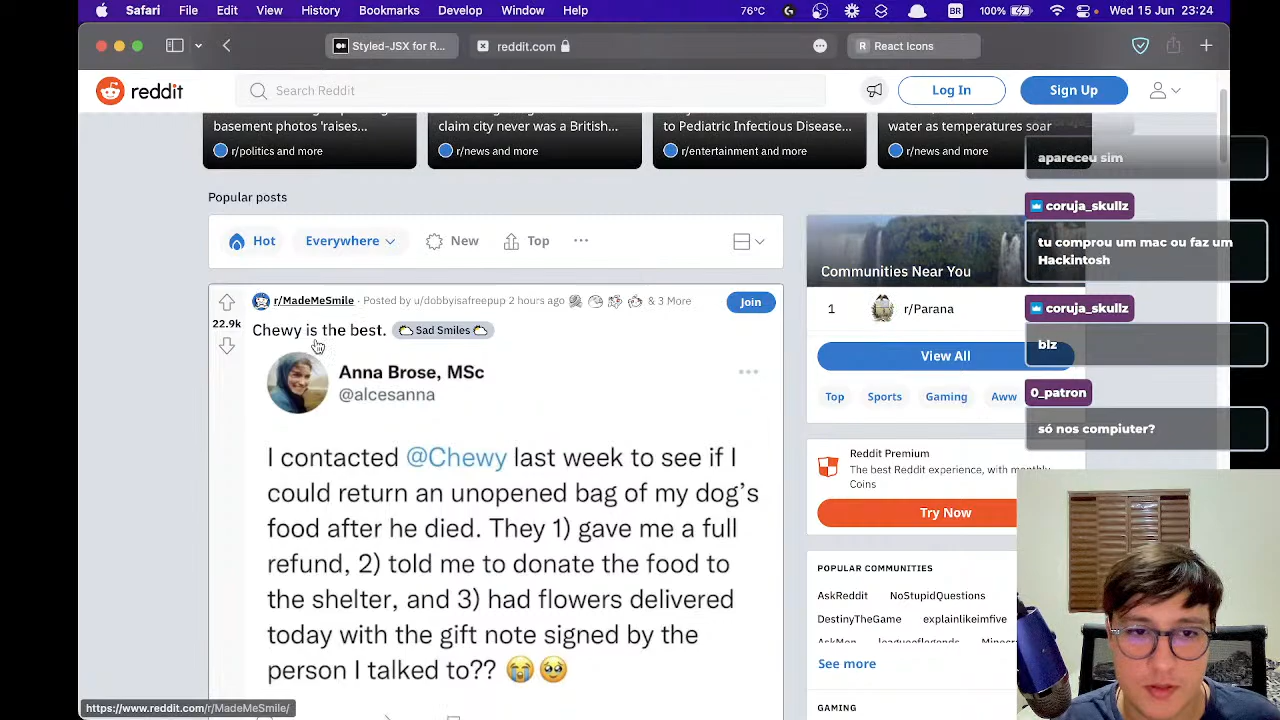 Safari File Edit View History Bookmarks Develop Window Help 76°C BR 100% Wed 15 Jun 23:24
Styled-JSX for R... reddit.com R React Icons
reddit Search Reddit Log In Sign Up
basement photos 'raises...
r/politics and more
claim city never was a British...
r/news and more
to Pediatric Infectious Disease...
r/entertainment and more
water as temperatures soar
r/news and more
Popular posts
Hot Everywhere New Top ...
r/MadeMeSmile · Posted by u/dobbyisafreepup 2 hours ago & 3 More Join
22.9k
Chewy is the best. Sad Smiles
Anna Brose, MSc
@alcesanna
I contacted @Chewy last week to see if I
could return an unopened bag of my dog’s
food after he died. They 1) gave me a full
refund, 2) told me to donate the food to
the shelter, and 3) had flowers delivered
today with the gift note signed by the
person I talked to?? 😭🥹
Communities Near You
1 r/Parana
View All
Top Sports Gaming Aww
Reddit Premium
The best Reddit experience, with monthly
Coins
Try Now
POPULAR COMMUNITIES
AskReddit NoStupidQuestions
DestinyTheGame explainlikeimfive
AskMen leagueoflegends Minecr
See more
GAMING
apareceu sim
coruja_skullz
tu comprou um mac ou faz um
Hackintosh
coruja_skullz
blz
0_patron
só nos compiuter?
https://www.reddit.com/r/MadeMeSmile/